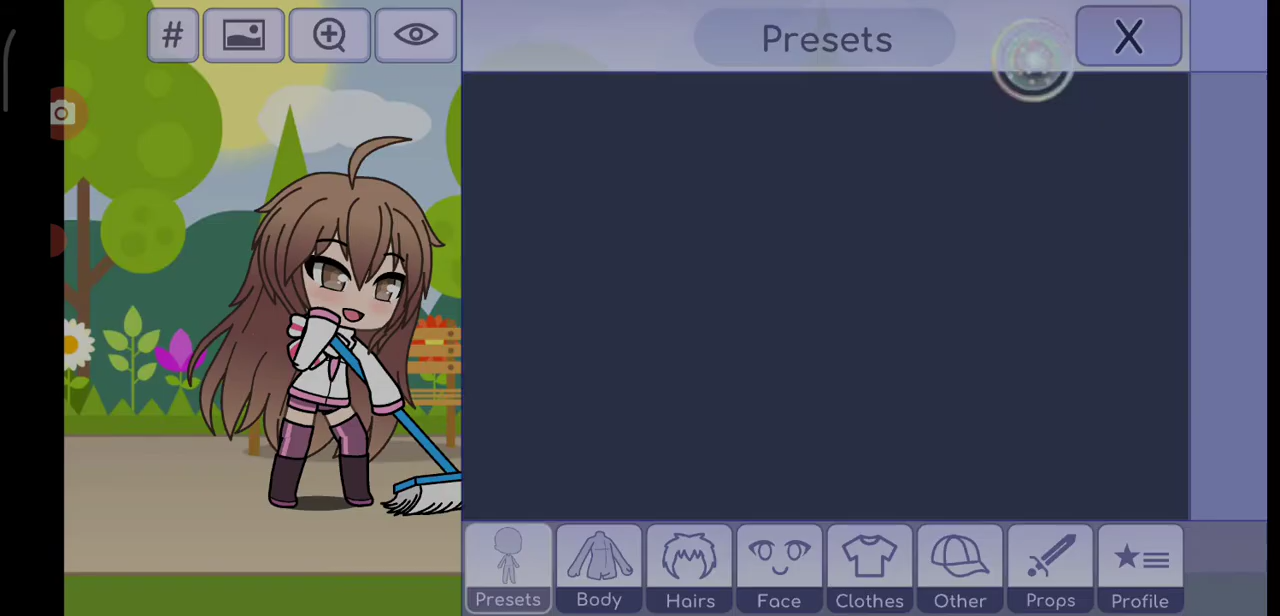 #
Presets
X
Presets
Body
Hairs
Face
Clothes
Other
Props
Profile